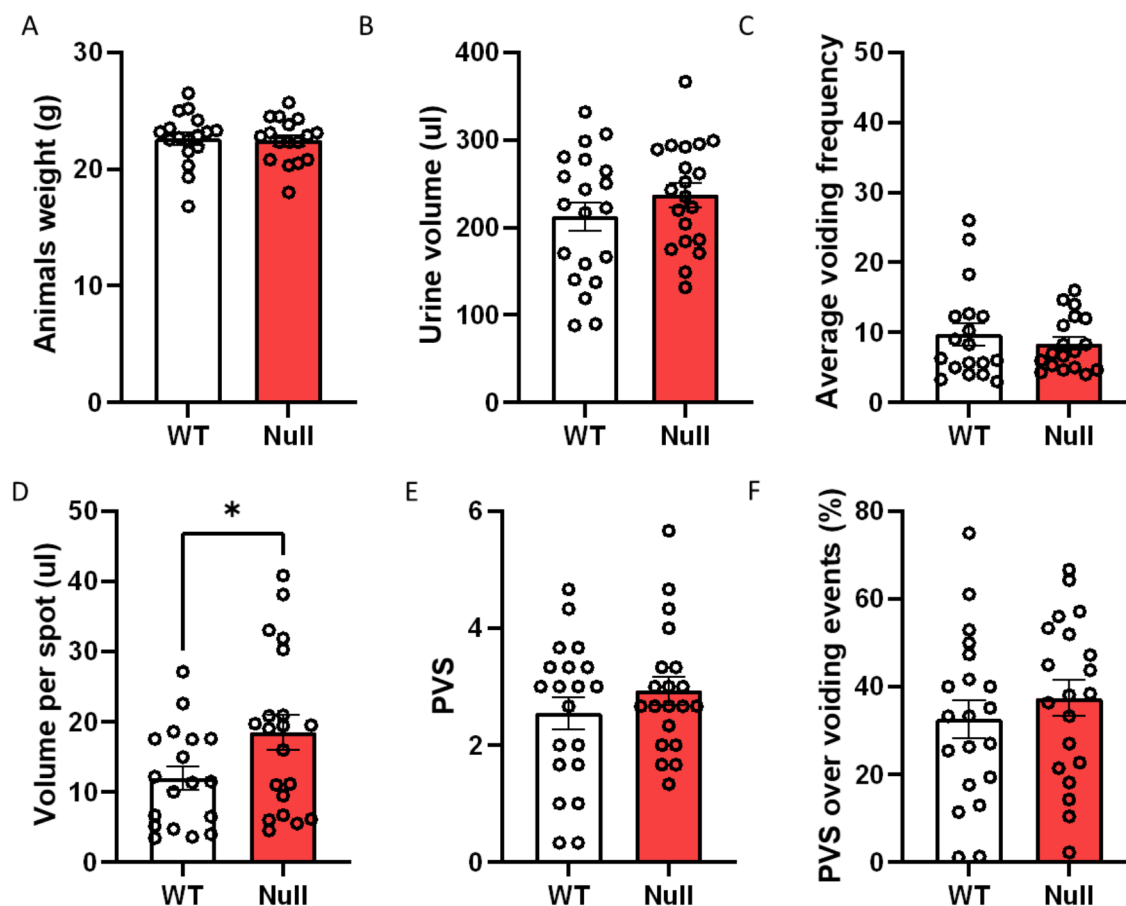 A
Animals weight (g)
30
20
10
0
WT
Null
B
Urine volume (ul)
400
300
200
100
0
WT
Null
C
Average voiding frequency
50
40
30
20
10
0
WT
Null
D
Volume per spot (ul)
50
40
30
20
10
0
*
WT
Null
E
PVS
6
4
2
0
WT
Null
F
PVS over voiding events (%)
80
60
40
20
0
WT
Null